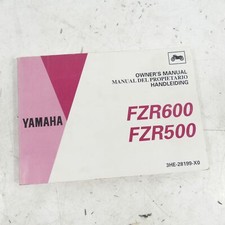 OWNER'S MANUAL
MANUAL DEL PROPIETARIO
HANDLEIDING
YAMAHA
FZR600
FZR500
3HE-28199-X0